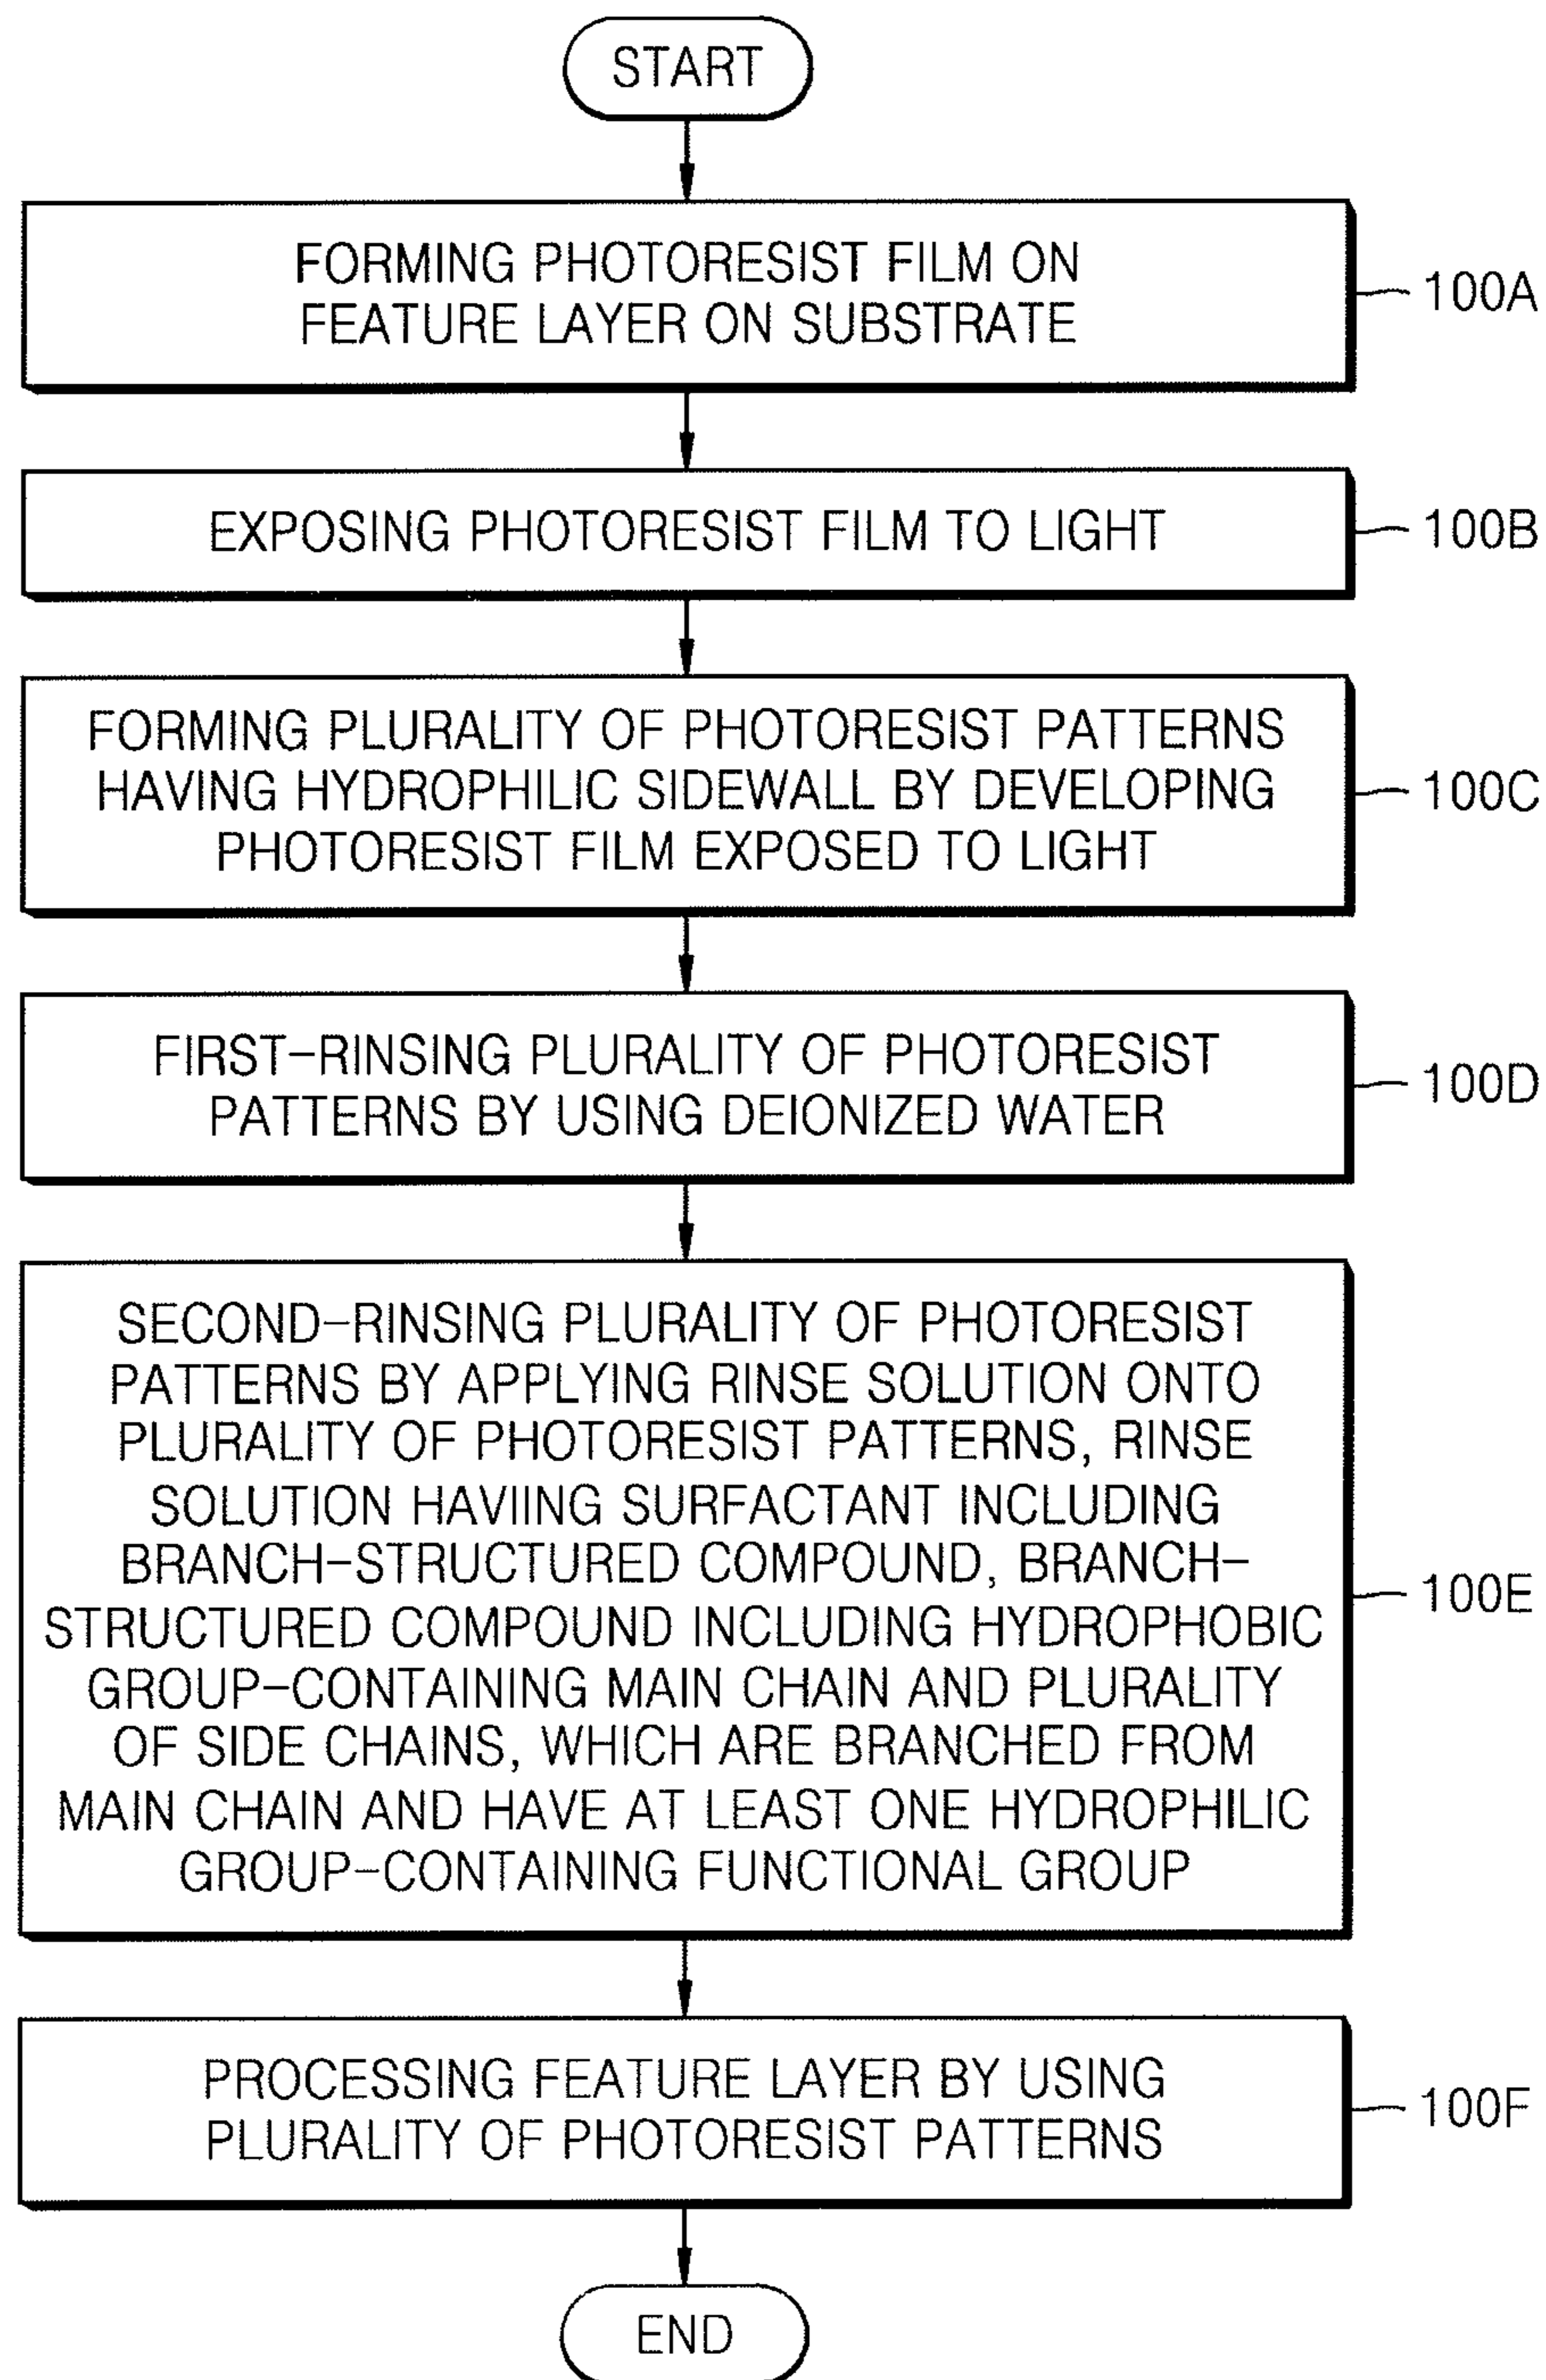 START
FORMING PHOTORESIST FILM ON
FEATURE LAYER ON SUBSTRATE
100A
EXPOSING PHOTORESIST FILM TO LIGHT
100B
FORMING PLURALITY OF PHOTORESIST PATTERNS
HAVING HYDROPHILIC SIDEWALL BY DEVELOPING
PHOTORESIST FILM EXPOSED TO LIGHT
100C
FIRST-RINSING PLURALITY OF PHOTORESIST
PATTERNS BY USING DEIONIZED WATER
100D
SECOND-RINSING PLURALITY OF PHOTORESIST
PATTERNS BY APPLYING RINSE SOLUTION ONTO
PLURALITY OF PHOTORESIST PATTERNS, RINSE
SOLUTION HAVIING SURFACTANT INCLUDING
BRANCH-STRUCTURED COMPOUND, BRANCH-
STRUCTURED COMPOUND INCLUDING HYDROPHOBIC
GROUP-CONTAINING MAIN CHAIN AND PLURALITY
OF SIDE CHAINS, WHICH ARE BRANCHED FROM
MAIN CHAIN AND HAVE AT LEAST ONE HYDROPHILIC
GROUP-CONTAINING FUNCTIONAL GROUP
100E
PROCESSING FEATURE LAYER BY USING
PLURALITY OF PHOTORESIST PATTERNS
100F
END